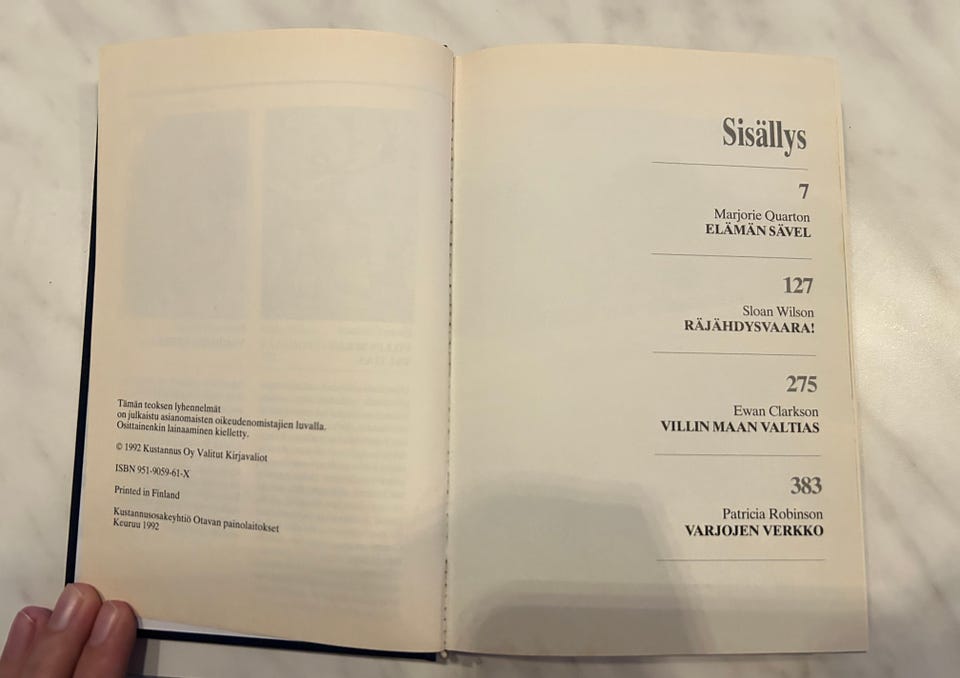 Tämän teoksen lyhennelmät
on julkaistu asianomaisten oikeudenomistajien luvalla.
Osittainenkin lainaaminen kielletty.
© 1992 Kustannus Oy Valitut Kirjavaliot
ISBN 951-9059-61-X
Printed in Finland
Kustannusosakeyhtiö Otavan painolaitokset
Keuruu 1992
Sisällys
7
Marjorie Quarton
ELÄMÄN SÄVEL
127
Sloan Wilson
RÄJÄHDYSVAARA!
275
Ewan Clarkson
VILLIN MAAN VALTIAS
383
Patricia Robinson
VARJOJEN VERKKO